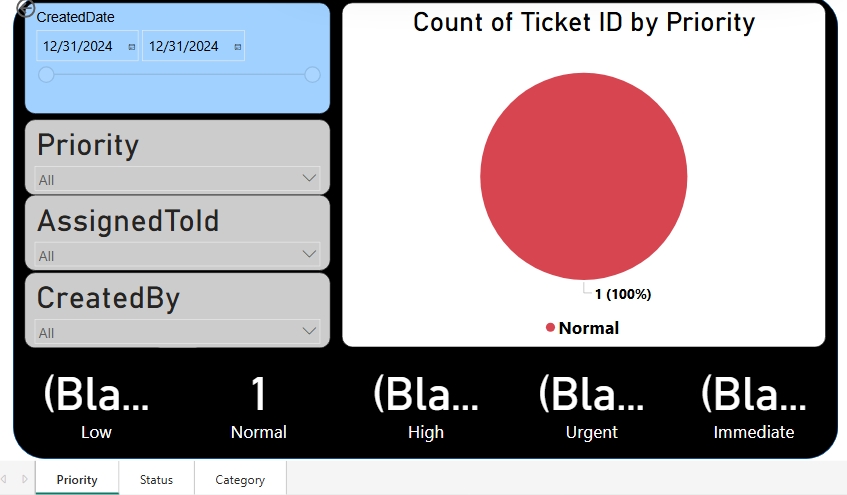 CreatedDate
12/31/2024 12/31/2024
Priority
All
AssignedToId
All
CreatedBy
All
Count of Ticket ID by Priority
1 (100%)
Normal
(Bla... 1 (Bla... (Bla... (Bla...
Low Normal High Urgent Immediate
Priority Status Category